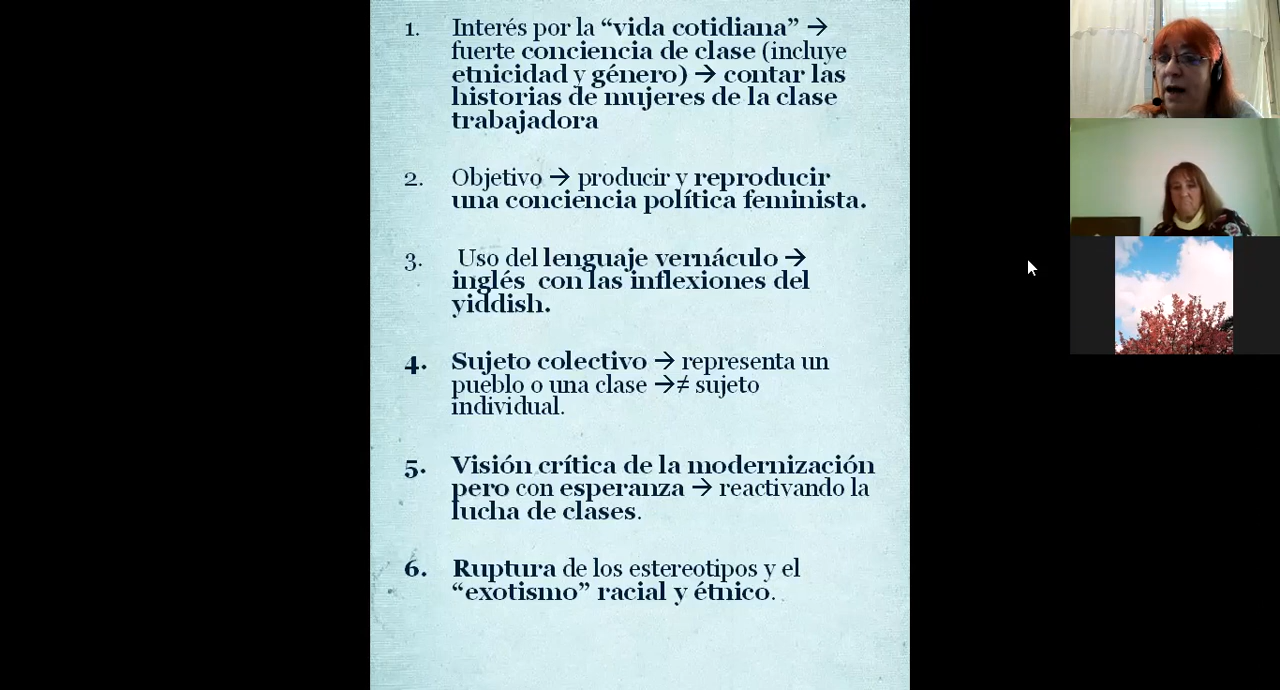 1. Interés por la “vida cotidiana” →
fuerte conciencia de clase (incluye
etnicidad y género) → contar las
historias de mujeres de la clase
trabajadora
2. Objetivo → producir y reproducir
una conciencia política feminista.
3. Uso del lenguaje vernáculo →
inglés con las inflexiones del
yiddish.
4. Sujeto colectivo → representa un
pueblo o una clase →≠ sujeto
individual.
5. Visión crítica de la modernización
pero con esperanza → reactivando la
lucha de clases.
6. Ruptura de los estereotipos y el
“exotismo” racial y étnico.